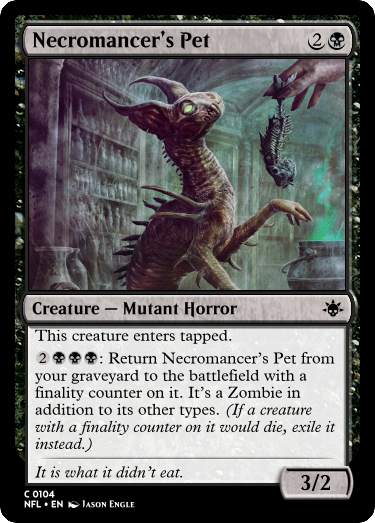 Necromancer's Pet 2
Creature — Mutant Horror
This creature enters tapped.
2: Return Necromancer's Pet from
your graveyard to the battlefield with a
finality counter on it. It's a Zombie in
addition to its other types. (If a creature
with a finality counter on it would die, exile it
instead.)
It is what it didn't eat.
3/2
C 0104
NFL • EN Jason Engle